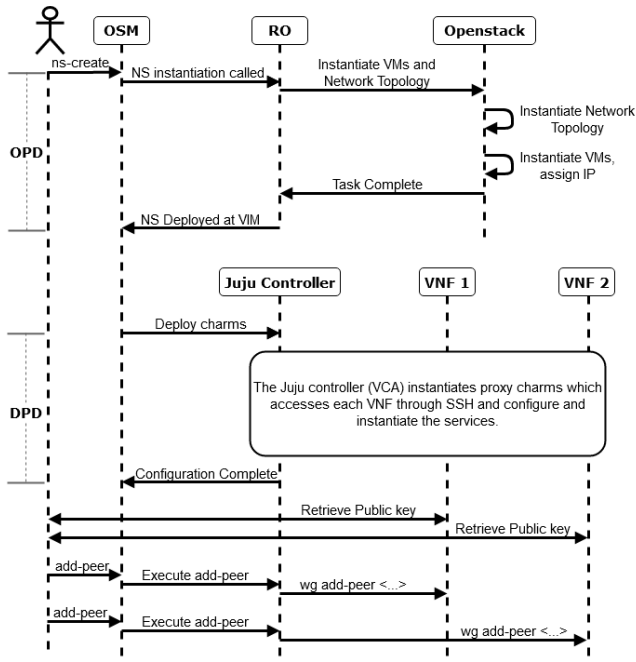 OSM
RO
Openstack
ns-create
NS instantiation called
Instantiate VMs and
Network Topology
Instantiate Network
Topology
OPD
Instantiate VMs,
assign IP
Task Complete
NS Deployed at VIM
Juju Controller
VNF 1
VNF 2
Deploy charms
The Juju controller (VCA) instantiates proxy charms which
accesses each VNF through SSH and configure and
instantiate the services.
DPD
Configuration Complete
Retrieve Public key
Retrieve Public key
add-peer
Execute add-peer
wg add-peer <...>
add-peer
Execute add-peer
wg add-peer <...>